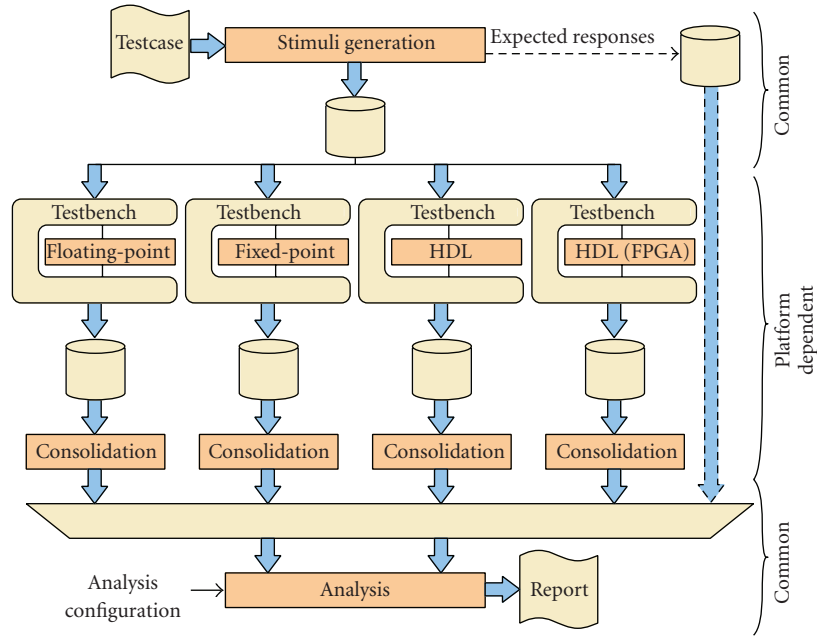 Testcase
Stimuli generation
Expected responses
Common
Testbench
Floating-point
Testbench
Fixed-point
Testbench
HDL
Testbench
HDL (FPGA)
Platform
dependent
Consolidation
Consolidation
Consolidation
Consolidation
Common
Analysis
configuration
Analysis
Report